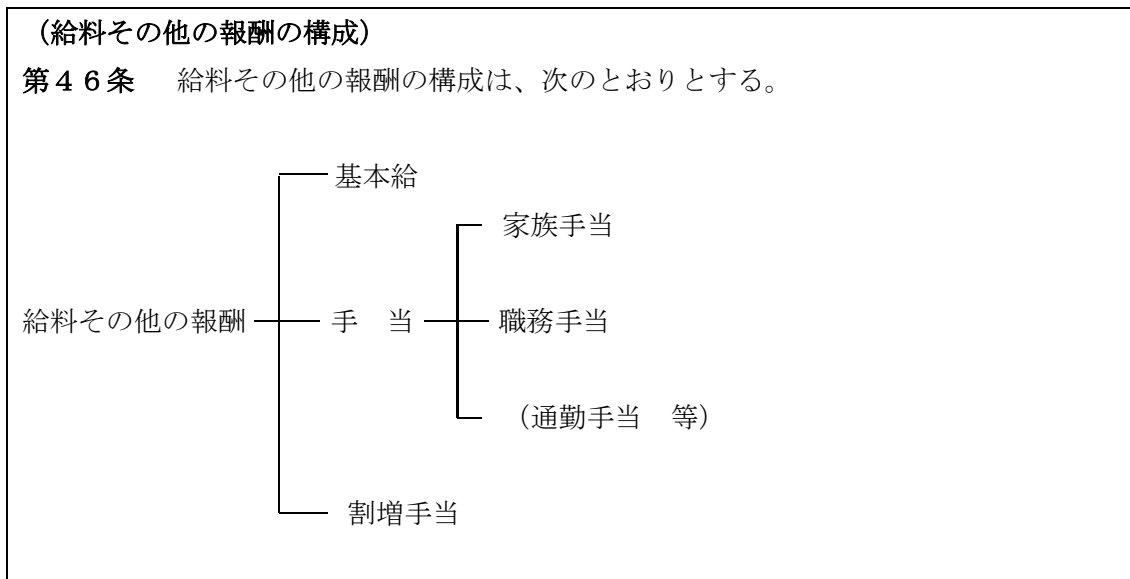 （給料その他の報酬の構成）
第４６条　給料その他の報酬の構成は、次のとおりとする。
基本給
家族手当
給料その他の報酬　手　当　職務手当
（通勤手当　等）
割増手当